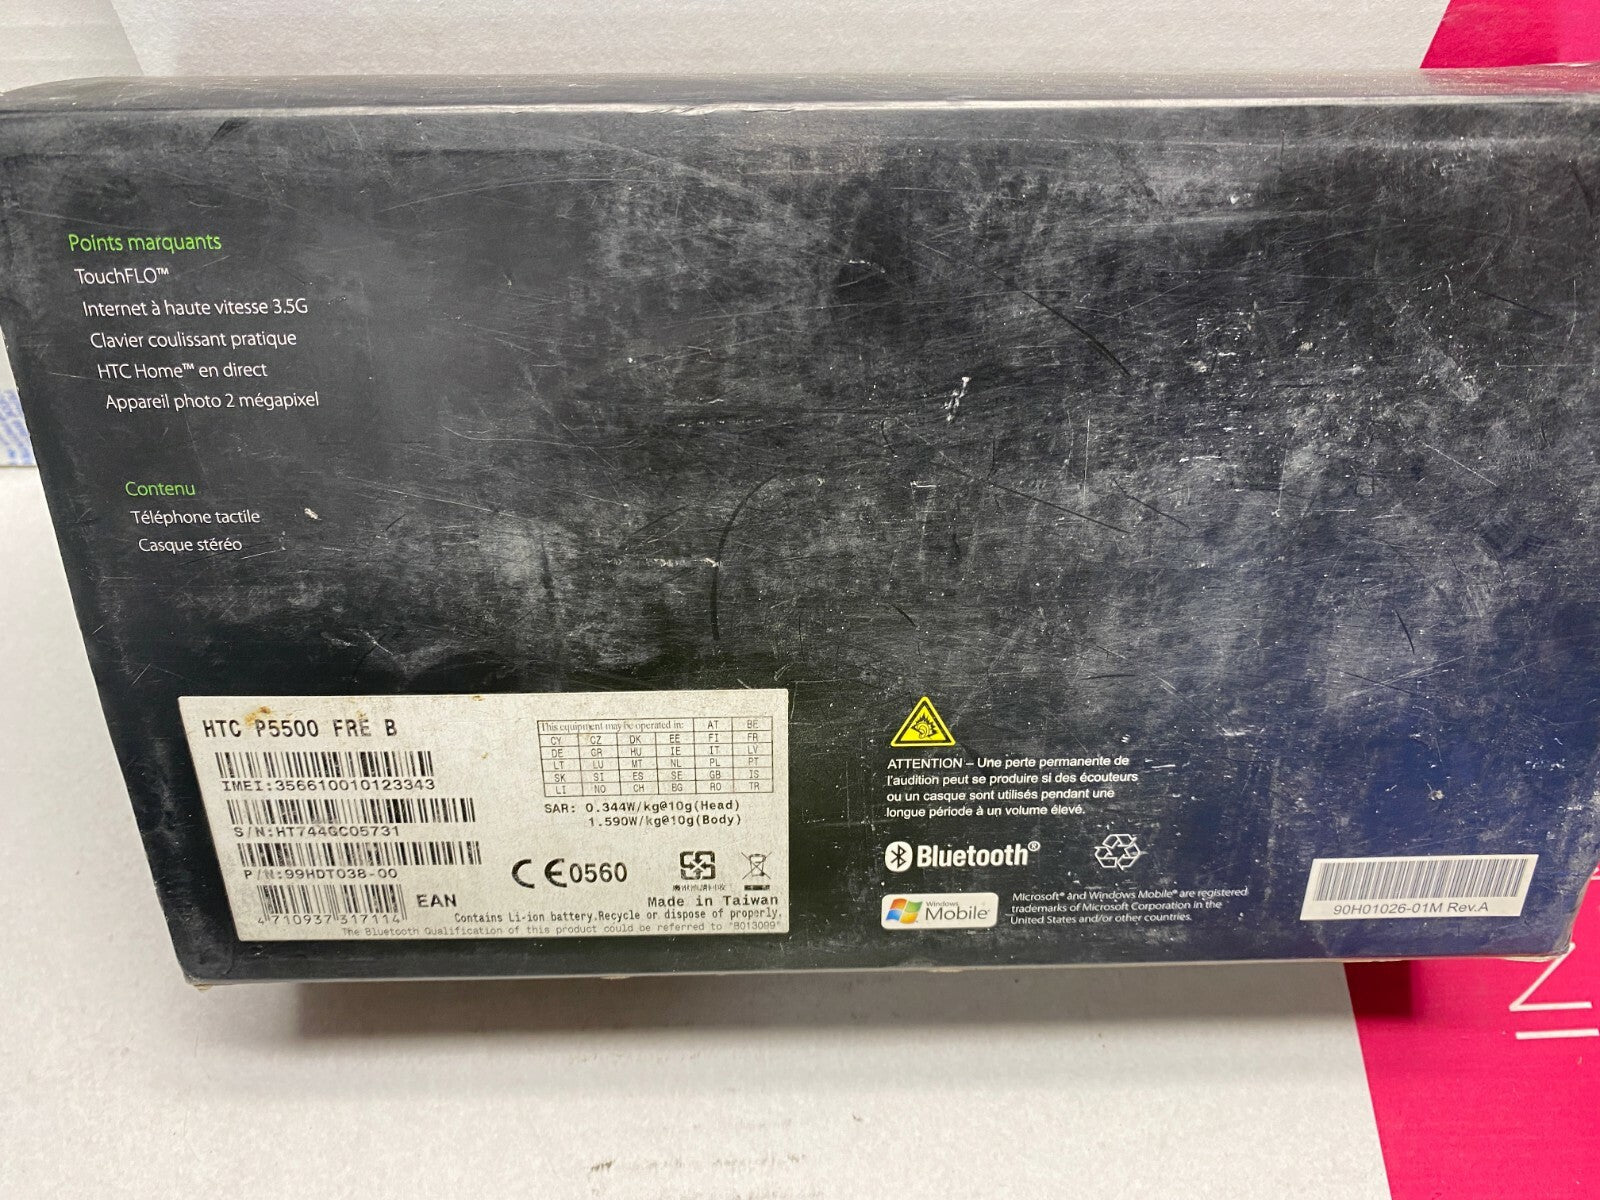 Points marquants
TouchFLO™
Internet à haute vitesse 3.5G
Clavier coulissant pratique
HTC Home™ en direct
Appareil photo 2 mégapixel
Contenu
Téléphone tactile
Casque stéréo
HTC P5500 FRE B
IMEI:356610010123343
S/N:HT744GC05731
P/N:99HDT038-00
EAN
4710937317114
This equipment may be operated in: AT BE
CY CZ DK EE FI FR
DE GR HU IE IT LV
LT LU MT NL PL PT
SK SI ES SE GB IS
LI NO CH BG RO TR
SAR: 0.344W/kg@10g(Head)
1.590W/kg@10g(Body)
CE0560
Made in Taiwan
Contains Li-ion battery.Recycle or dispose of properly.
The Bluetooth Qualification of this product could be referred to "B013099"
ATTENTION – Une perte permanente de
l'audition peut se produire si des écouteurs
ou un casque sont utilisés pendant une
longue période à un volume élevé.
Bluetooth®
Windows
Mobile
Microsoft® and Windows Mobile® are registered
trademarks of Microsoft Corporation in the
United States and/or other countries.
90H01026-01M Rev.A